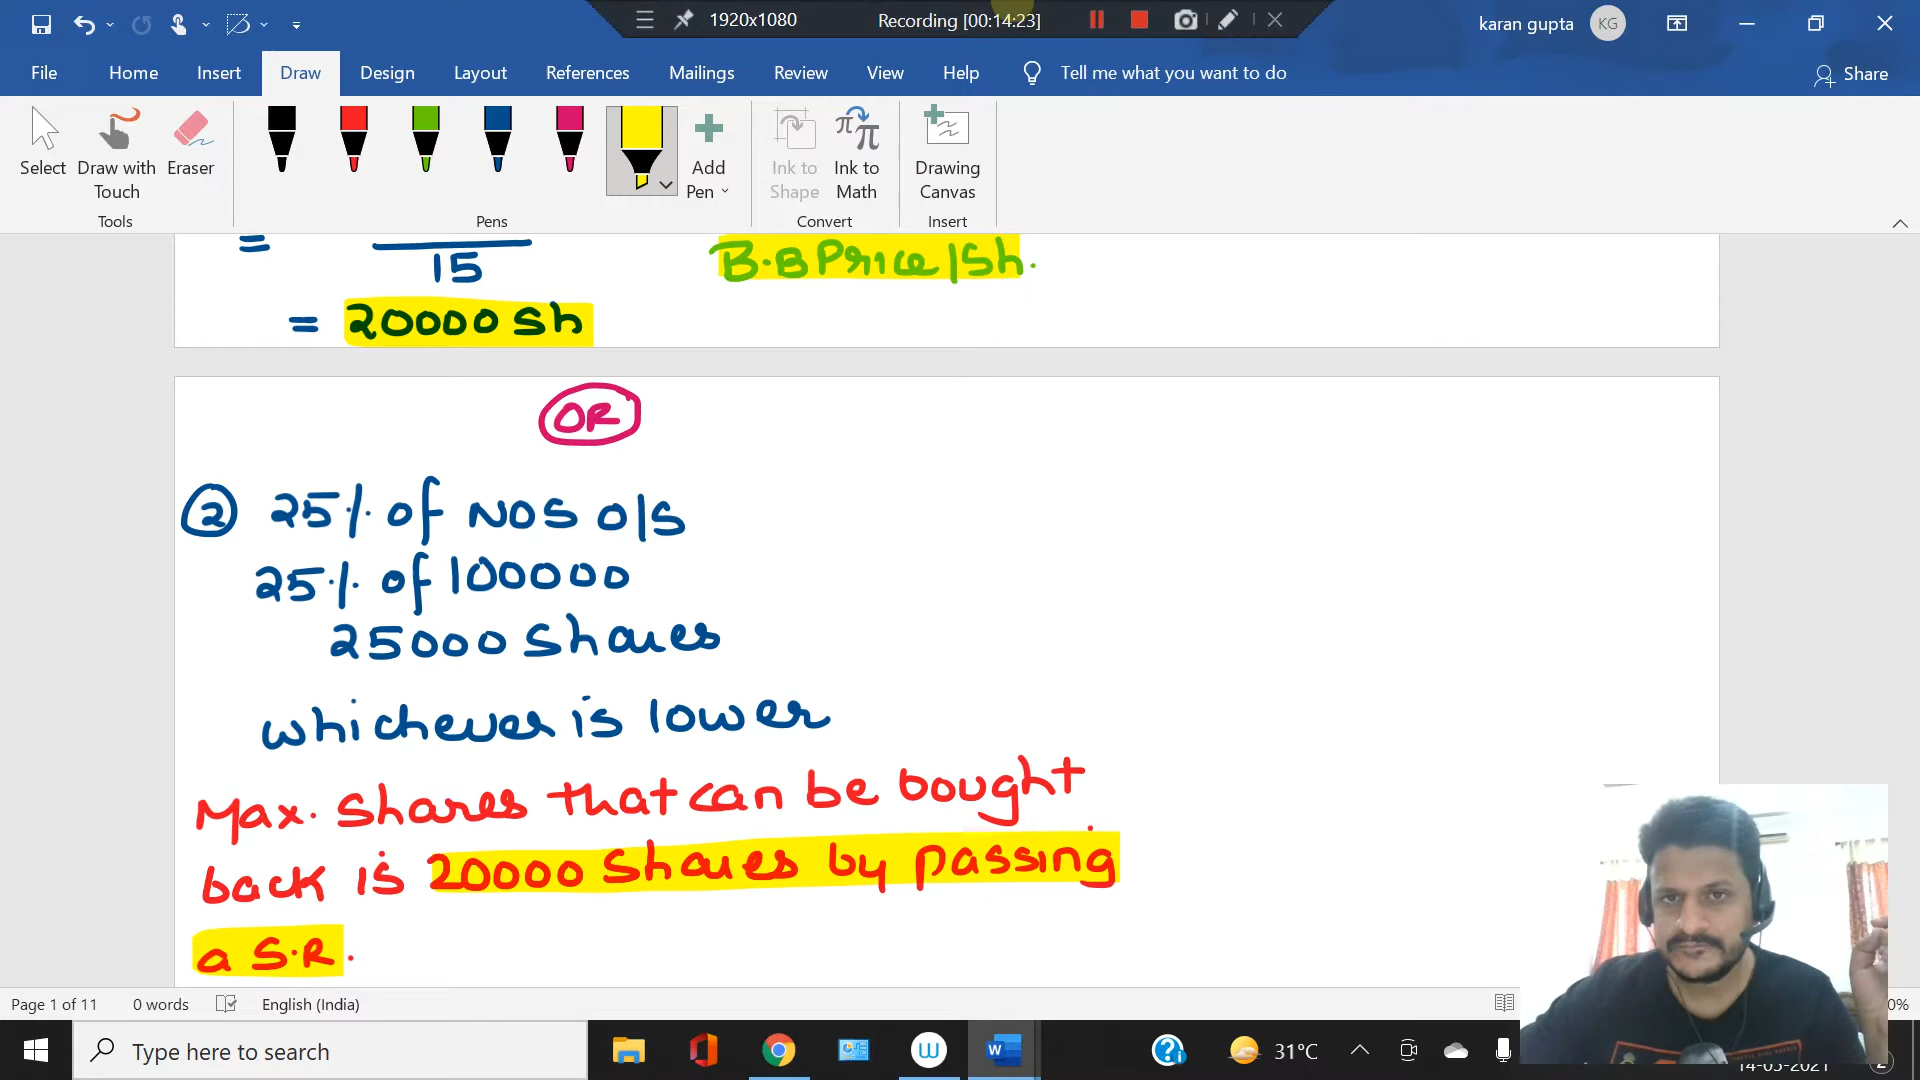 1920x1080
Recording [00:14:23]
karan gupta
KG
File
Home
Insert
Draw
Design
Layout
References
Mailings
Review
View
Help
Tell me what you want to do
Share
Select
Draw with Touch
Eraser
Add Pen
Ink to Shape
Ink to Math
Drawing Canvas
Tools
Pens
Convert
Insert
=
15
B.B Price/Sh.
= 20000 Sh
OR
2 25% of NOS O/S
25% of 100000
25000 Shares
whichever is lower
Max. Shares that can be bought
back is 20000 Shares by passing
a S.R.
Page 1 of 11
0 words
English (India)
0%
Type here to search
W
W
?
31°C
2